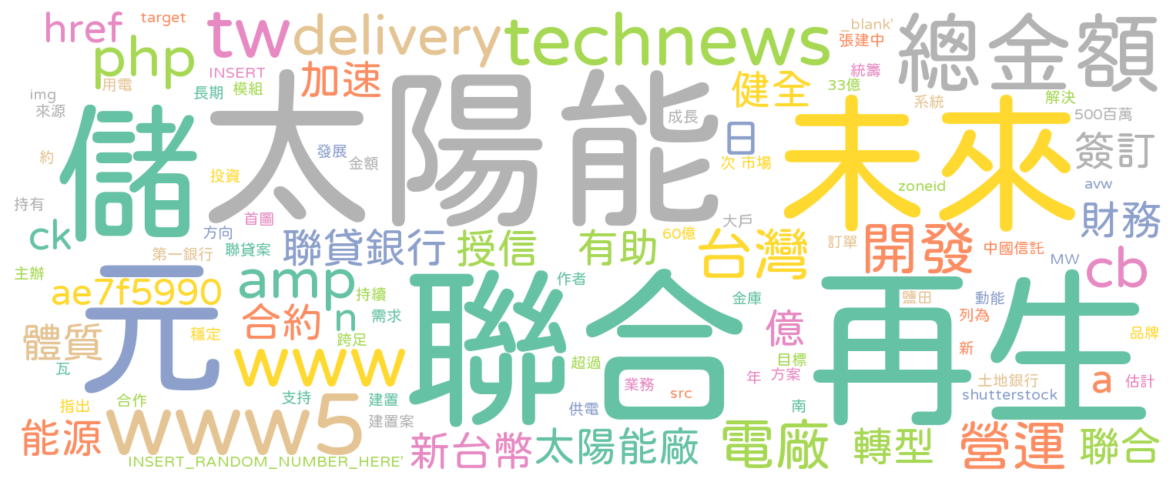 href
target
tw
delivery
technews
_blank'
張建中
總金額
php
INSERT
加速
統籌
用電
長期
模組
健全
33億
系統
解決
img
來源
儲
太陽能
成長
日
未來
500百萬
簽訂
約
發展
金額
次
市場
投資
zoneid
avw
持有
首圖
大戶
財務
ck
方向
聯貸銀行
授信
有助
60億
台灣
訂單
開發
中國信託
第一銀行
聯貸案
MW
cb
主辦
元
amp
作者
聯合再生
ae7f5990
持續
金庫
鹽田
動能
合約
n
需求
億
列為
體質
穩定
跨足
品牌
www
瓦
超過
目標
新
業務
年
方案
土地銀行
a
估計
src
shutterstock
指出
合作
www5
支持
建置
供電
南
建置案
能源
新台幣
太陽能廠
電廠
轉型
營運
聯合
INSERT_RANDOM_NUMBER_HERE'